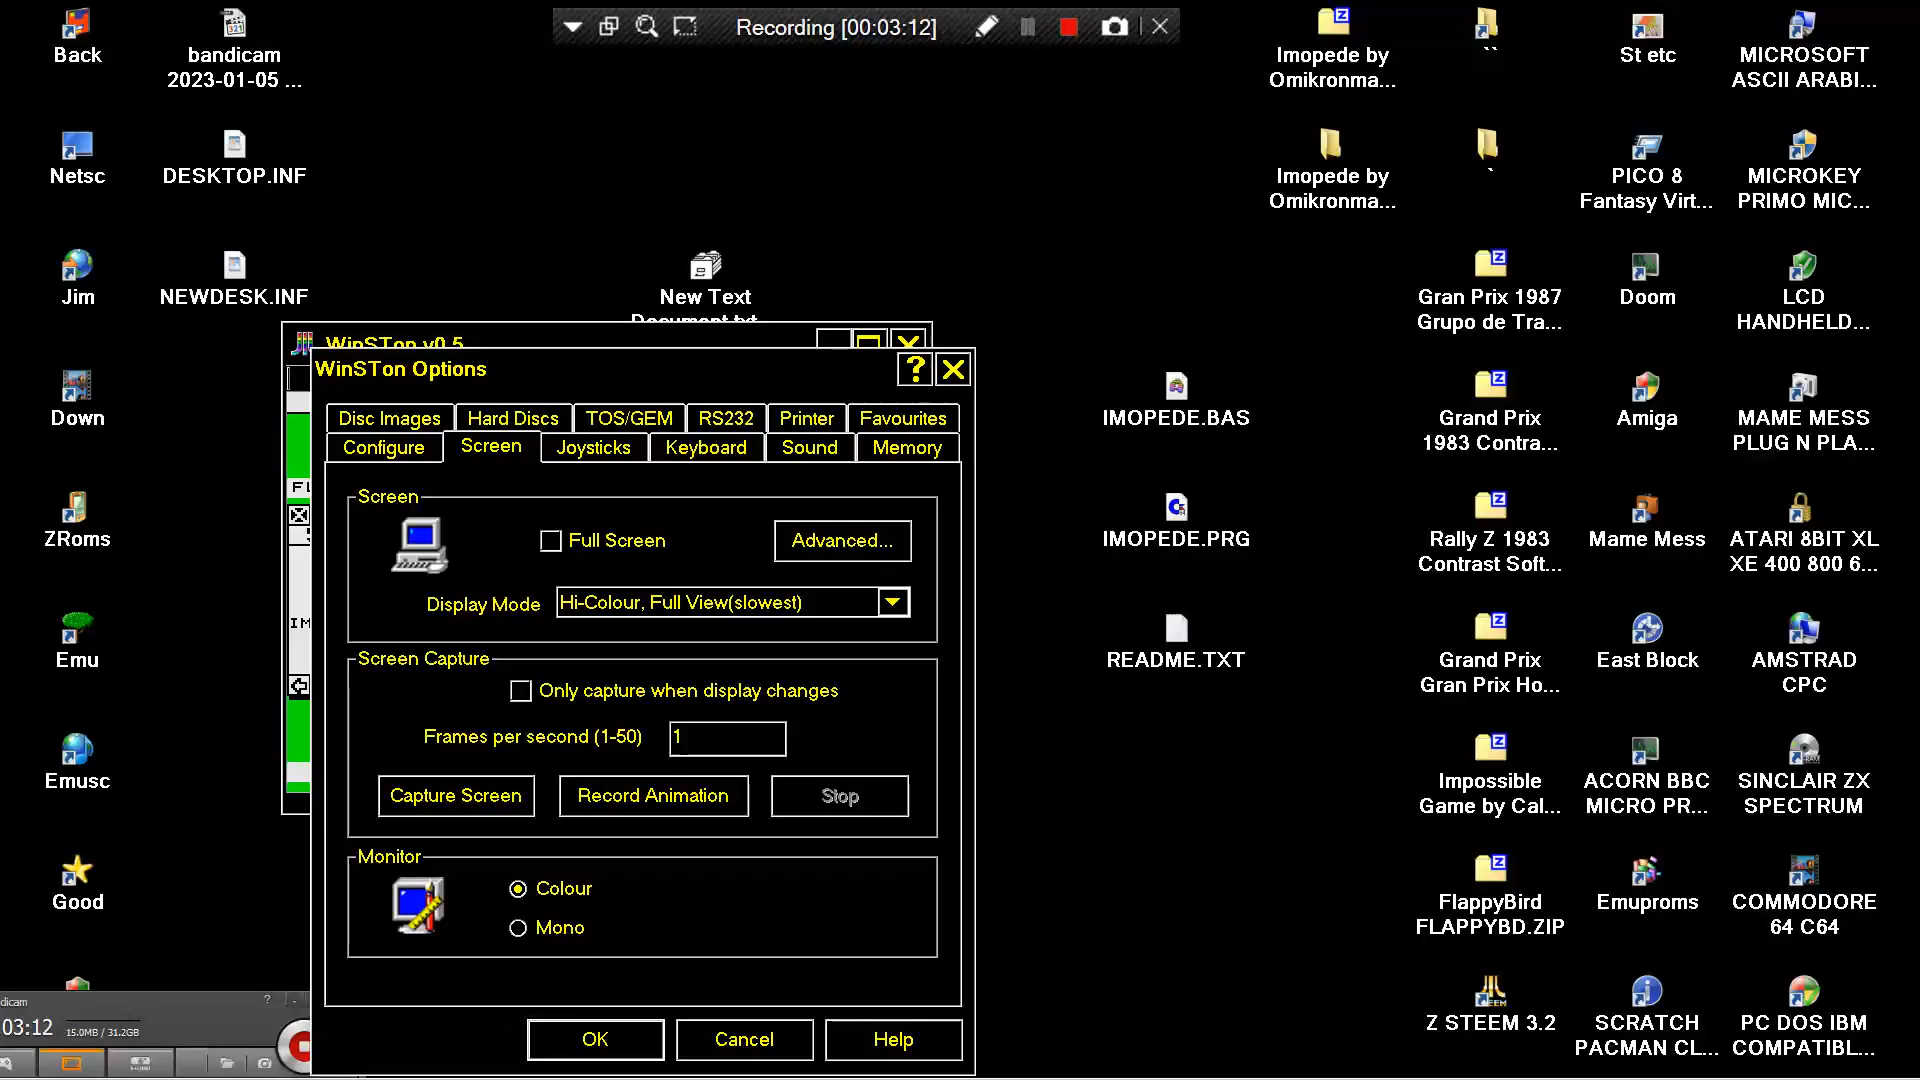 Recording [00:03:12]
Back
bandicam
2023-01-05 ...
Imopede by
Omikronma...
``
St etc
MICROSOFT
ASCII ARABI...
Netsc
DESKTOP.INF
Imopede by
Omikronma...
`
PICO 8
Fantasy Virt...
MICROKEY
PRIMO MIC...
Jim
NEWDESK.INF
New Text
Document.txt
Gran Prix 1987
Grupo de Tra...
Doom
LCD
HANDHELD...
WinSTon v0.5
WinSTon Options
?
Disc Images
Hard Discs
TOS/GEM
RS232
Printer
Favourites
Configure
Screen
Joysticks
Keyboard
Sound
Memory
Down
IMOPEDE.BAS
Grand Prix
1983 Contra...
Amiga
MAME MESS
PLUG N PLA...
Screen
Full Screen
Advanced...
Display Mode
Hi-Colour, Full View(slowest)
ZRoms
IMOPEDE.PRG
Rally Z 1983
Contrast Soft...
Mame Mess
ATARI 8BIT XL
XE 400 800 6...
Screen Capture
Only capture when display changes
Frames per second (1-50)
1
Capture Screen
Record Animation
Stop
Emu
README.TXT
Grand Prix
Gran Prix Ho...
East Block
AMSTRAD
CPC
Emusc
Impossible
Game by Cal...
ACORN BBC
MICRO PR...
SINCLAIR ZX
SPECTRUM
Monitor
Colour
Mono
Good
FlappyBird
FLAPPYBD.ZIP
Emuproms
COMMODORE
64 C64
dicam
?
03:12
15.0MB / 31.2GB
OK
Cancel
Help
Z STEEM 3.2
SCRATCH
PACMAN CL...
PC DOS IBM
COMPATIBL...